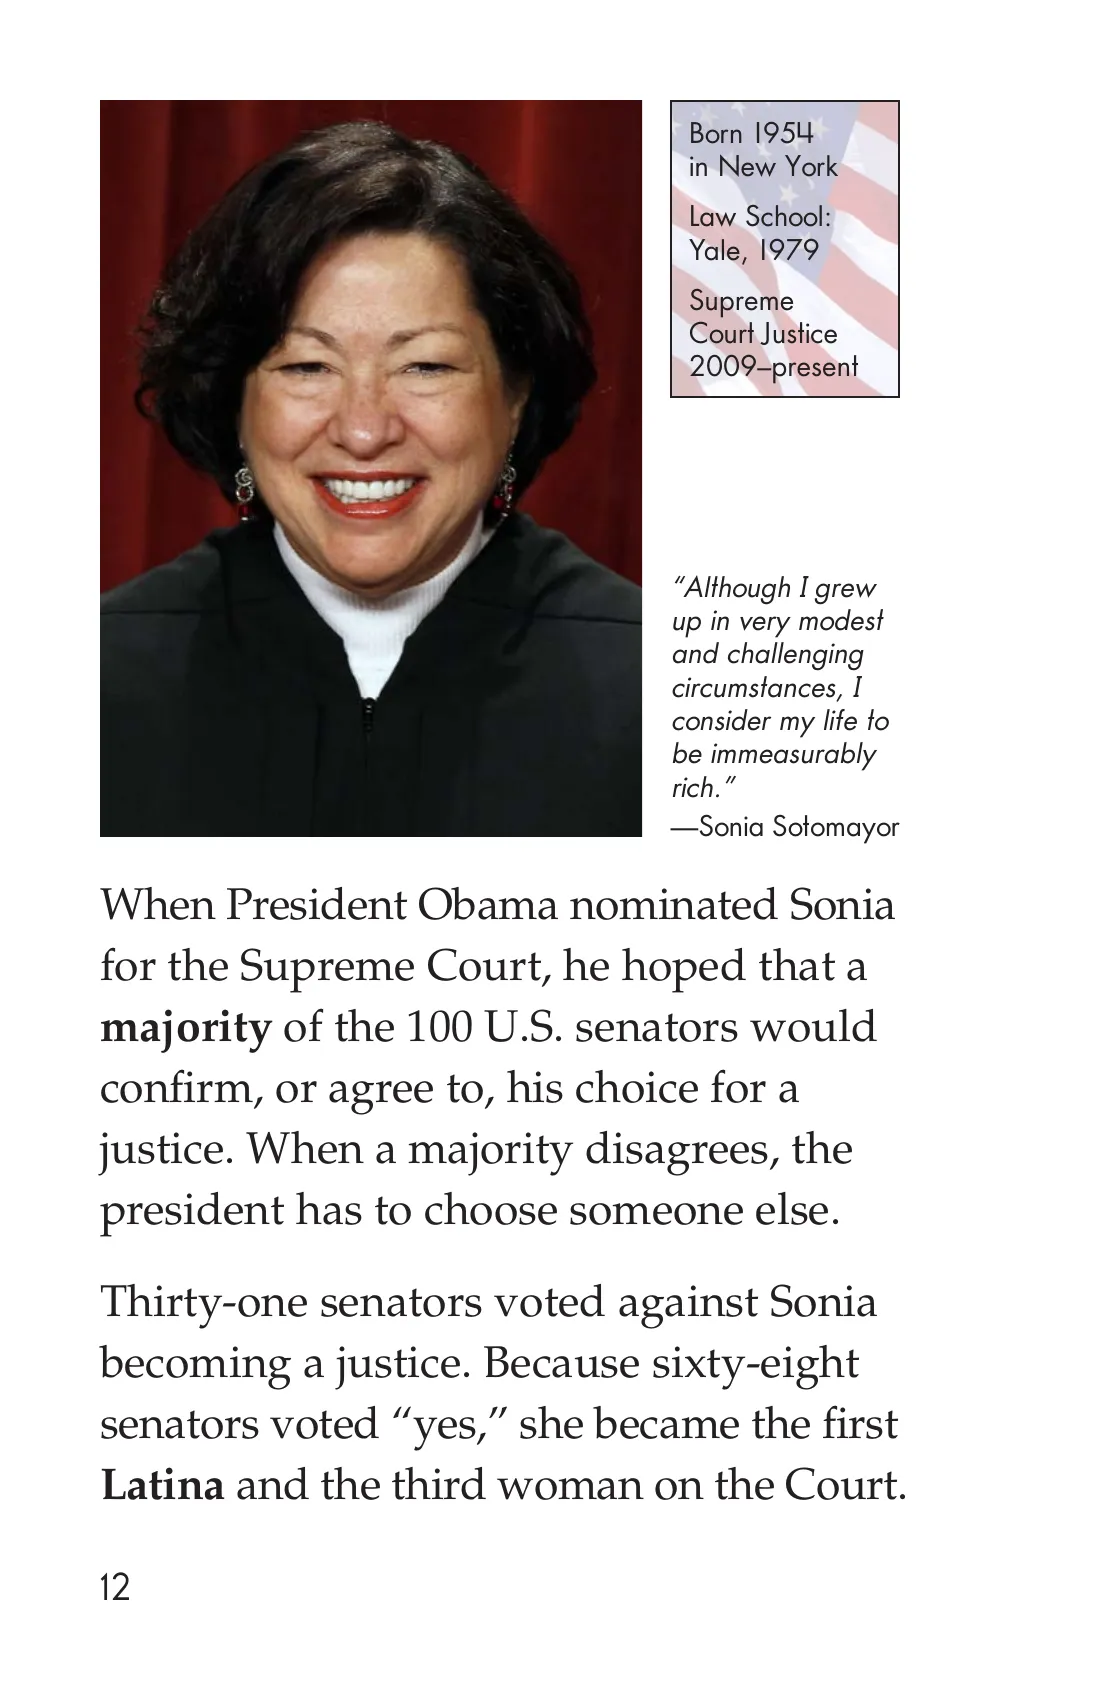 Born 1954
in New York
Law School:
Yale, 1979
Supreme
Court Justice
2009–present
“Although I grew
up in very modest
and challenging
circumstances, I
consider my life to
be immeasurably
rich.”
—Sonia Sotomayor
When President Obama nominated Sonia
for the Supreme Court, he hoped that a
majority of the 100 U.S. senators would
confirm, or agree to, his choice for a
justice. When a majority disagrees, the
president has to choose someone else.
Thirty-one senators voted against Sonia
becoming a justice. Because sixty-eight
senators voted “yes,” she became the first
Latina and the third woman on the Court.
12